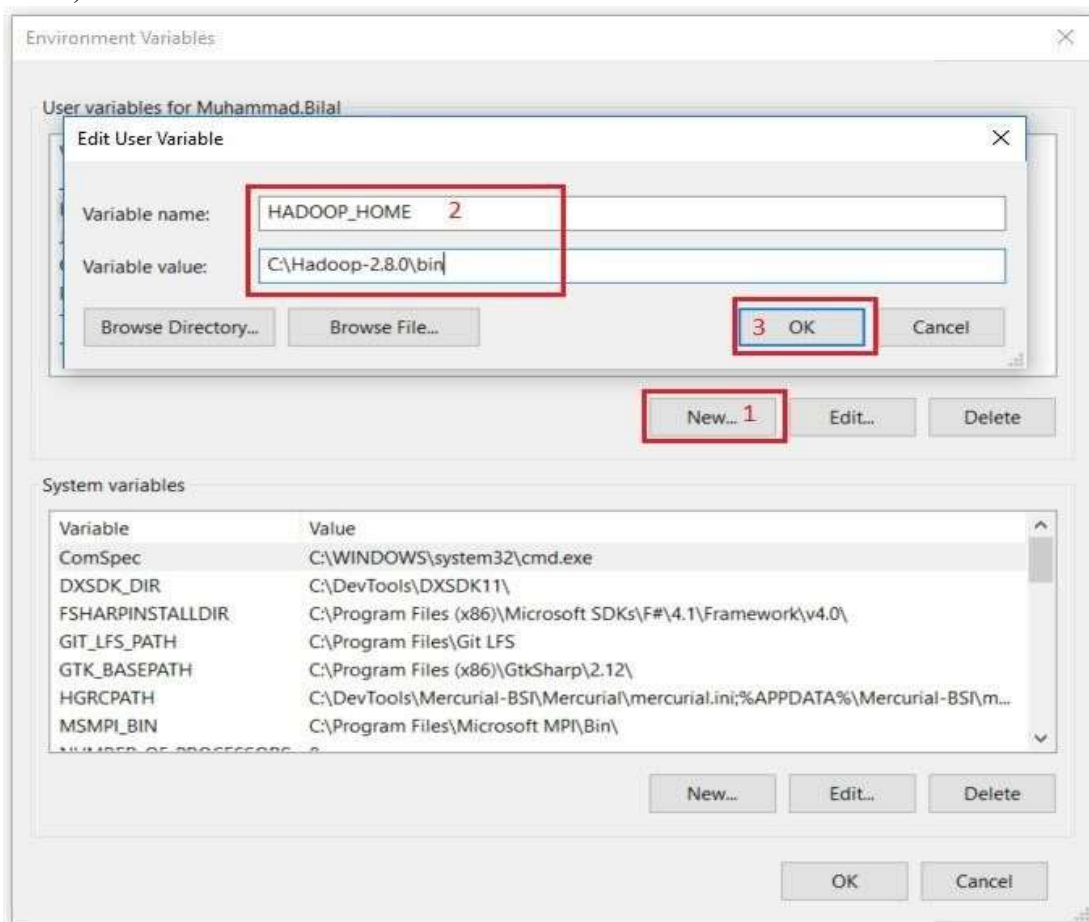 Environment Variables
User variables for Muhammad.Bilal
Edit User Variable
Variable name: HADOOP_HOME 2
Variable value: C:\Hadoop-2.8.0\bin
Browse Directory... Browse File... 3 OK Cancel
New... 1 Edit... Delete
System variables
Variable Value
ComSpec C:\WINDOWS\system32\cmd.exe
DXSDK_DIR C:\DevTools\DXSDK11\
FSHARPINSTALLDIR C:\Program Files (x86)\Microsoft SDKs\F#\4.1\Framework\v4.0\
GIT_LFS_PATH C:\Program Files\Git LFS
GTK_BASEPATH C:\Program Files (x86)\GtkSharp\2.12\
HGRCPATH C:\DevTools\Mercurial-BSI\Mercurial\mercurial.ini;%APPDATA%\Mercurial-BSI\m...
MSMPI_BIN C:\Program Files\Microsoft MPI\Bin\
New... Edit... Delete
OK Cancel